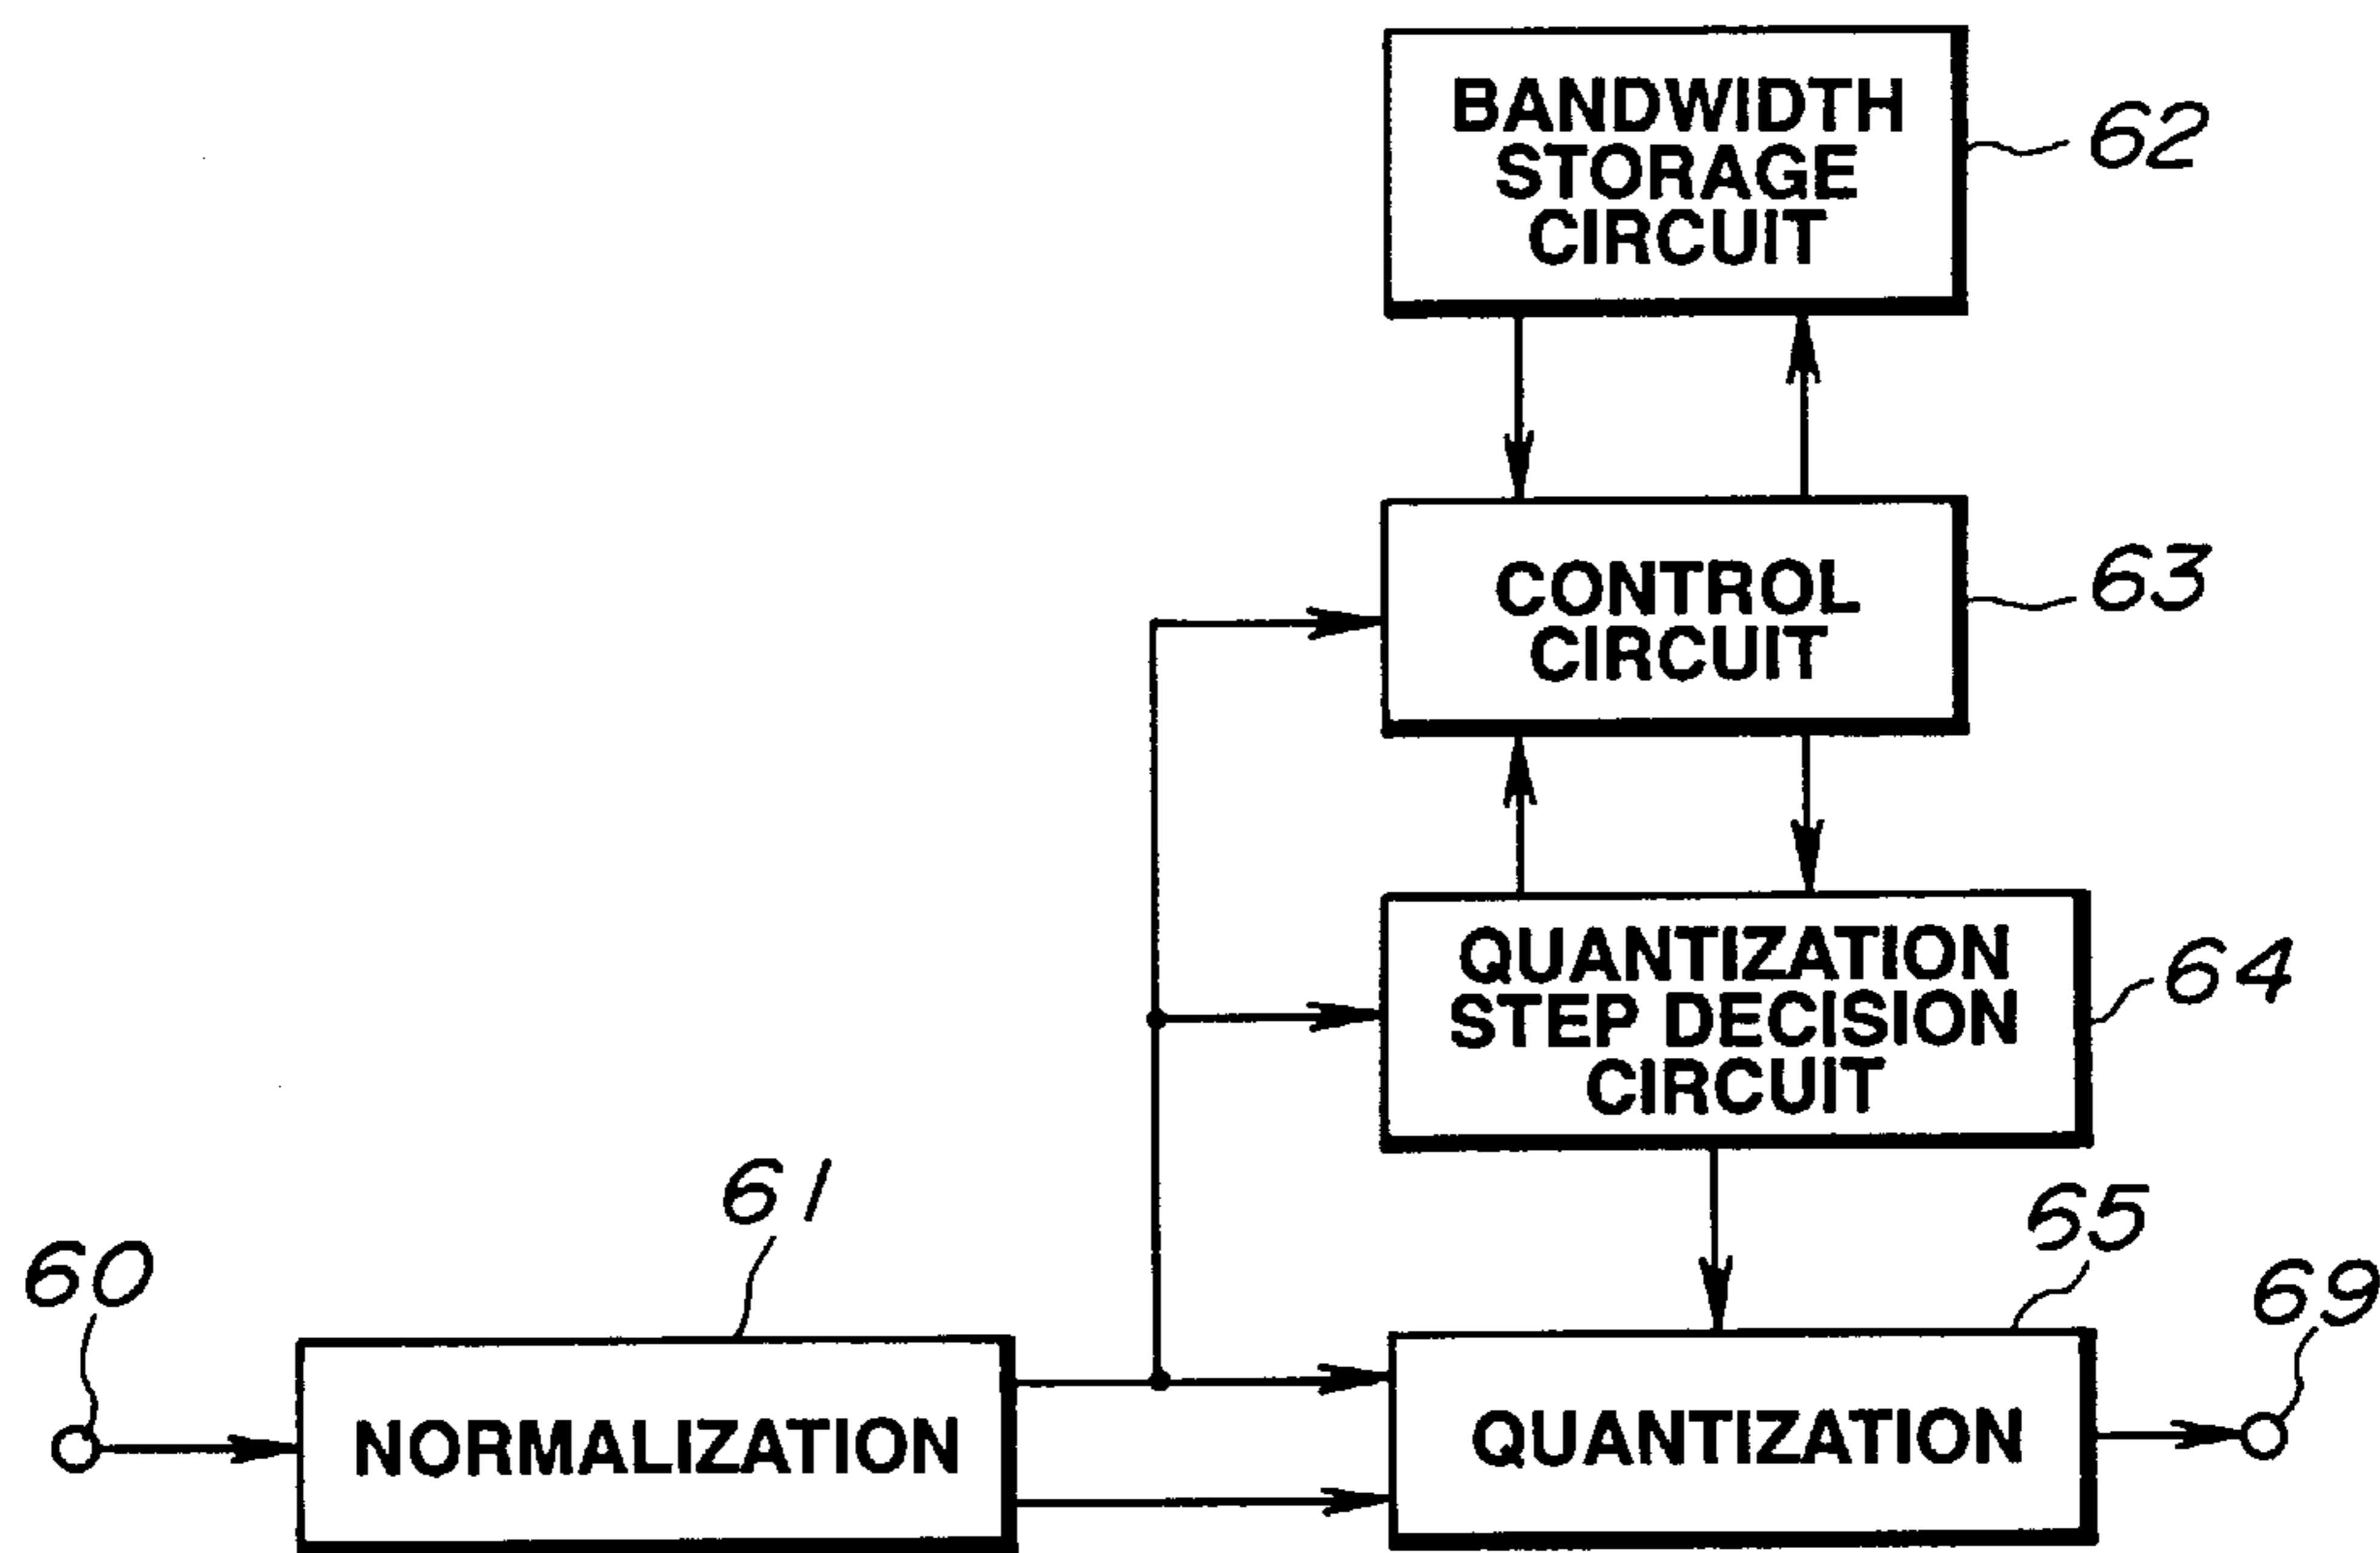 BANDWIDTH
STORAGE
CIRCUIT
62
CONTROL
CIRCUIT
63
QUANTIZATION
STEP DECISION
CIRCUIT
64
60
61
NORMALIZATION
65
QUANTIZATION
69